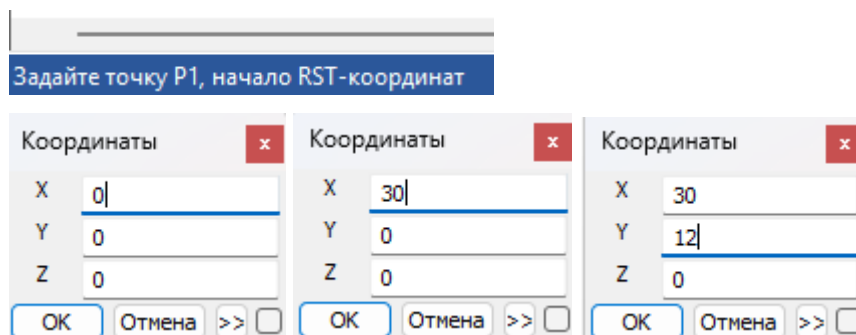 Задайте точку P1, начало RST-координат
Координаты x
X 0
Y 0
Z 0
OK Отмена >>
Координаты x
X 30
Y 0
Z 0
OK Отмена >>
Координаты x
X 30
Y 12
Z 0
OK Отмена >>